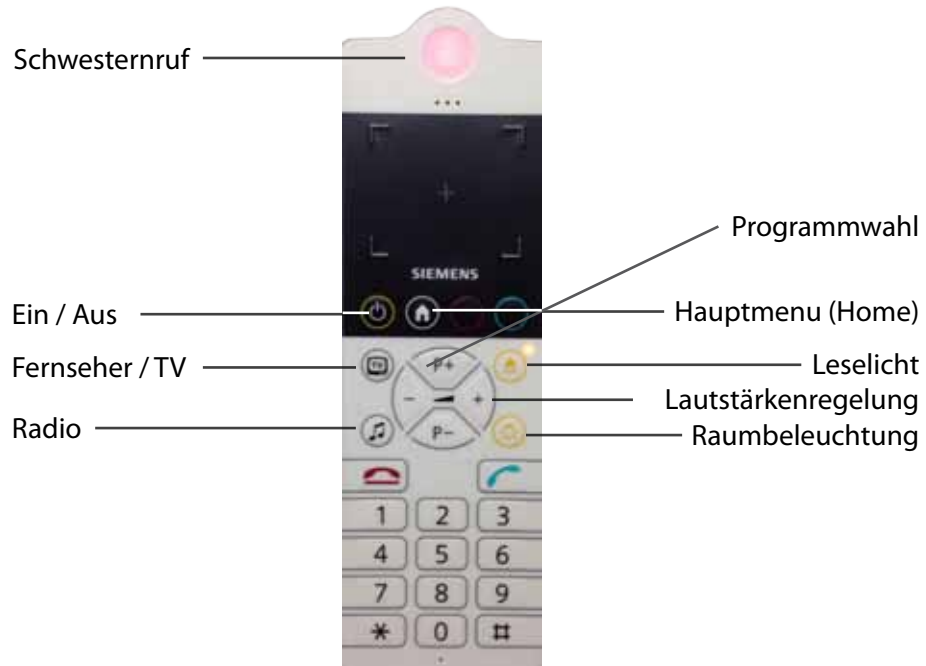 Schwesternruf
Programmwahl
SIEMENS
Ein / Aus
Hauptmenu (Home)
Fernseher / TV
TV
P+
Leselicht
- +
Lautstärkenregelung
Radio
P-
Raumbeleuchtung
1 2 3
4 5 6
7 8 9
* 0 #